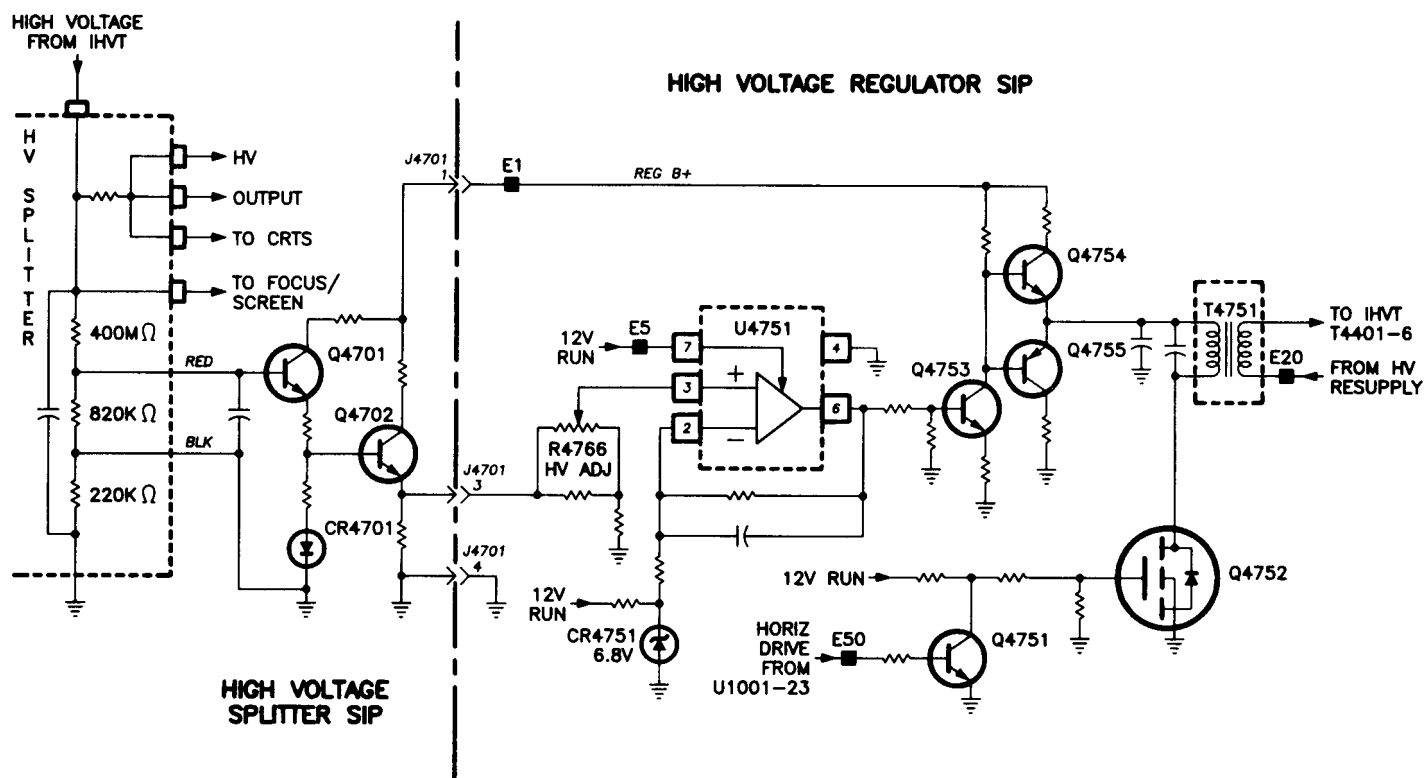 HIGH VOLTAGE
FROM IHVT
HIGH VOLTAGE REGULATOR SIP
HV SPLITTER
HV
OUTPUT
TO CRTS
TO FOCUS/
SCREEN
400MΩ
820KΩ
220KΩ
RED
BLK
Q4701
Q4702
CR4701
J4701
1
E1
REG B+
J4701
3
J4701
4
HIGH VOLTAGE
SPLITTER SIP
12V
RUN
E5
U4751
7
3
2
4
6
+
−
R4766
HV ADJ
12V
RUN
CR4751
6.8V
Q4753
Q4754
Q4755
T4751
TO IHVT
T4401-6
E20
FROM HV
RESUPPLY
12V RUN
Q4752
HORIZ
DRIVE
FROM
U1001-23
E50
Q4751